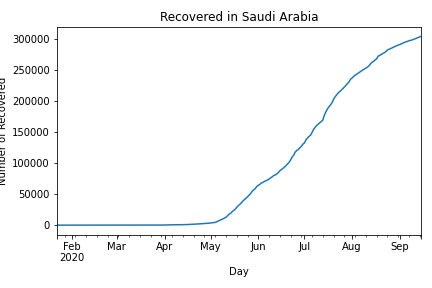 Recovered in Saudi Arabia
300000
250000
200000
150000
100000
50000
0
Number of Recovered
Feb Mar Apr May Jun Jul Aug Sep
2020
Day